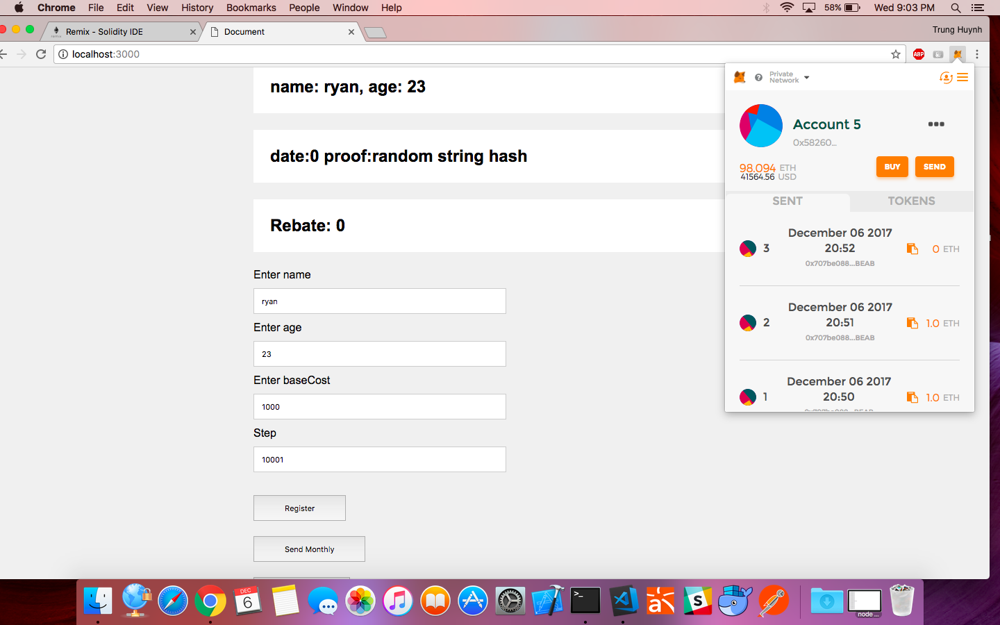 Chrome File Edit View History Bookmarks People Window Help 58% Wed 9:03 PM
Remix - Solidity IDE Document Trung Huynh
localhost:3000 ABP
name: ryan, age: 23
date:0 proof:random string hash
Rebate: 0
Enter name
ryan
Enter age
23
Enter baseCost
1000
Step
10001
Register
Send Monthly
Private
Network
Account 5
0x58260...
98.094 ETH
41564.56 USD
BUY SEND
SENT TOKENS
3 December 06 2017
20:52 0 ETH
0x707be088...BEAB
2 December 06 2017
20:51 1.0 ETH
0x707be088...BEAB
1 December 06 2017
20:50 1.0 ETH
DEC
6
node ...